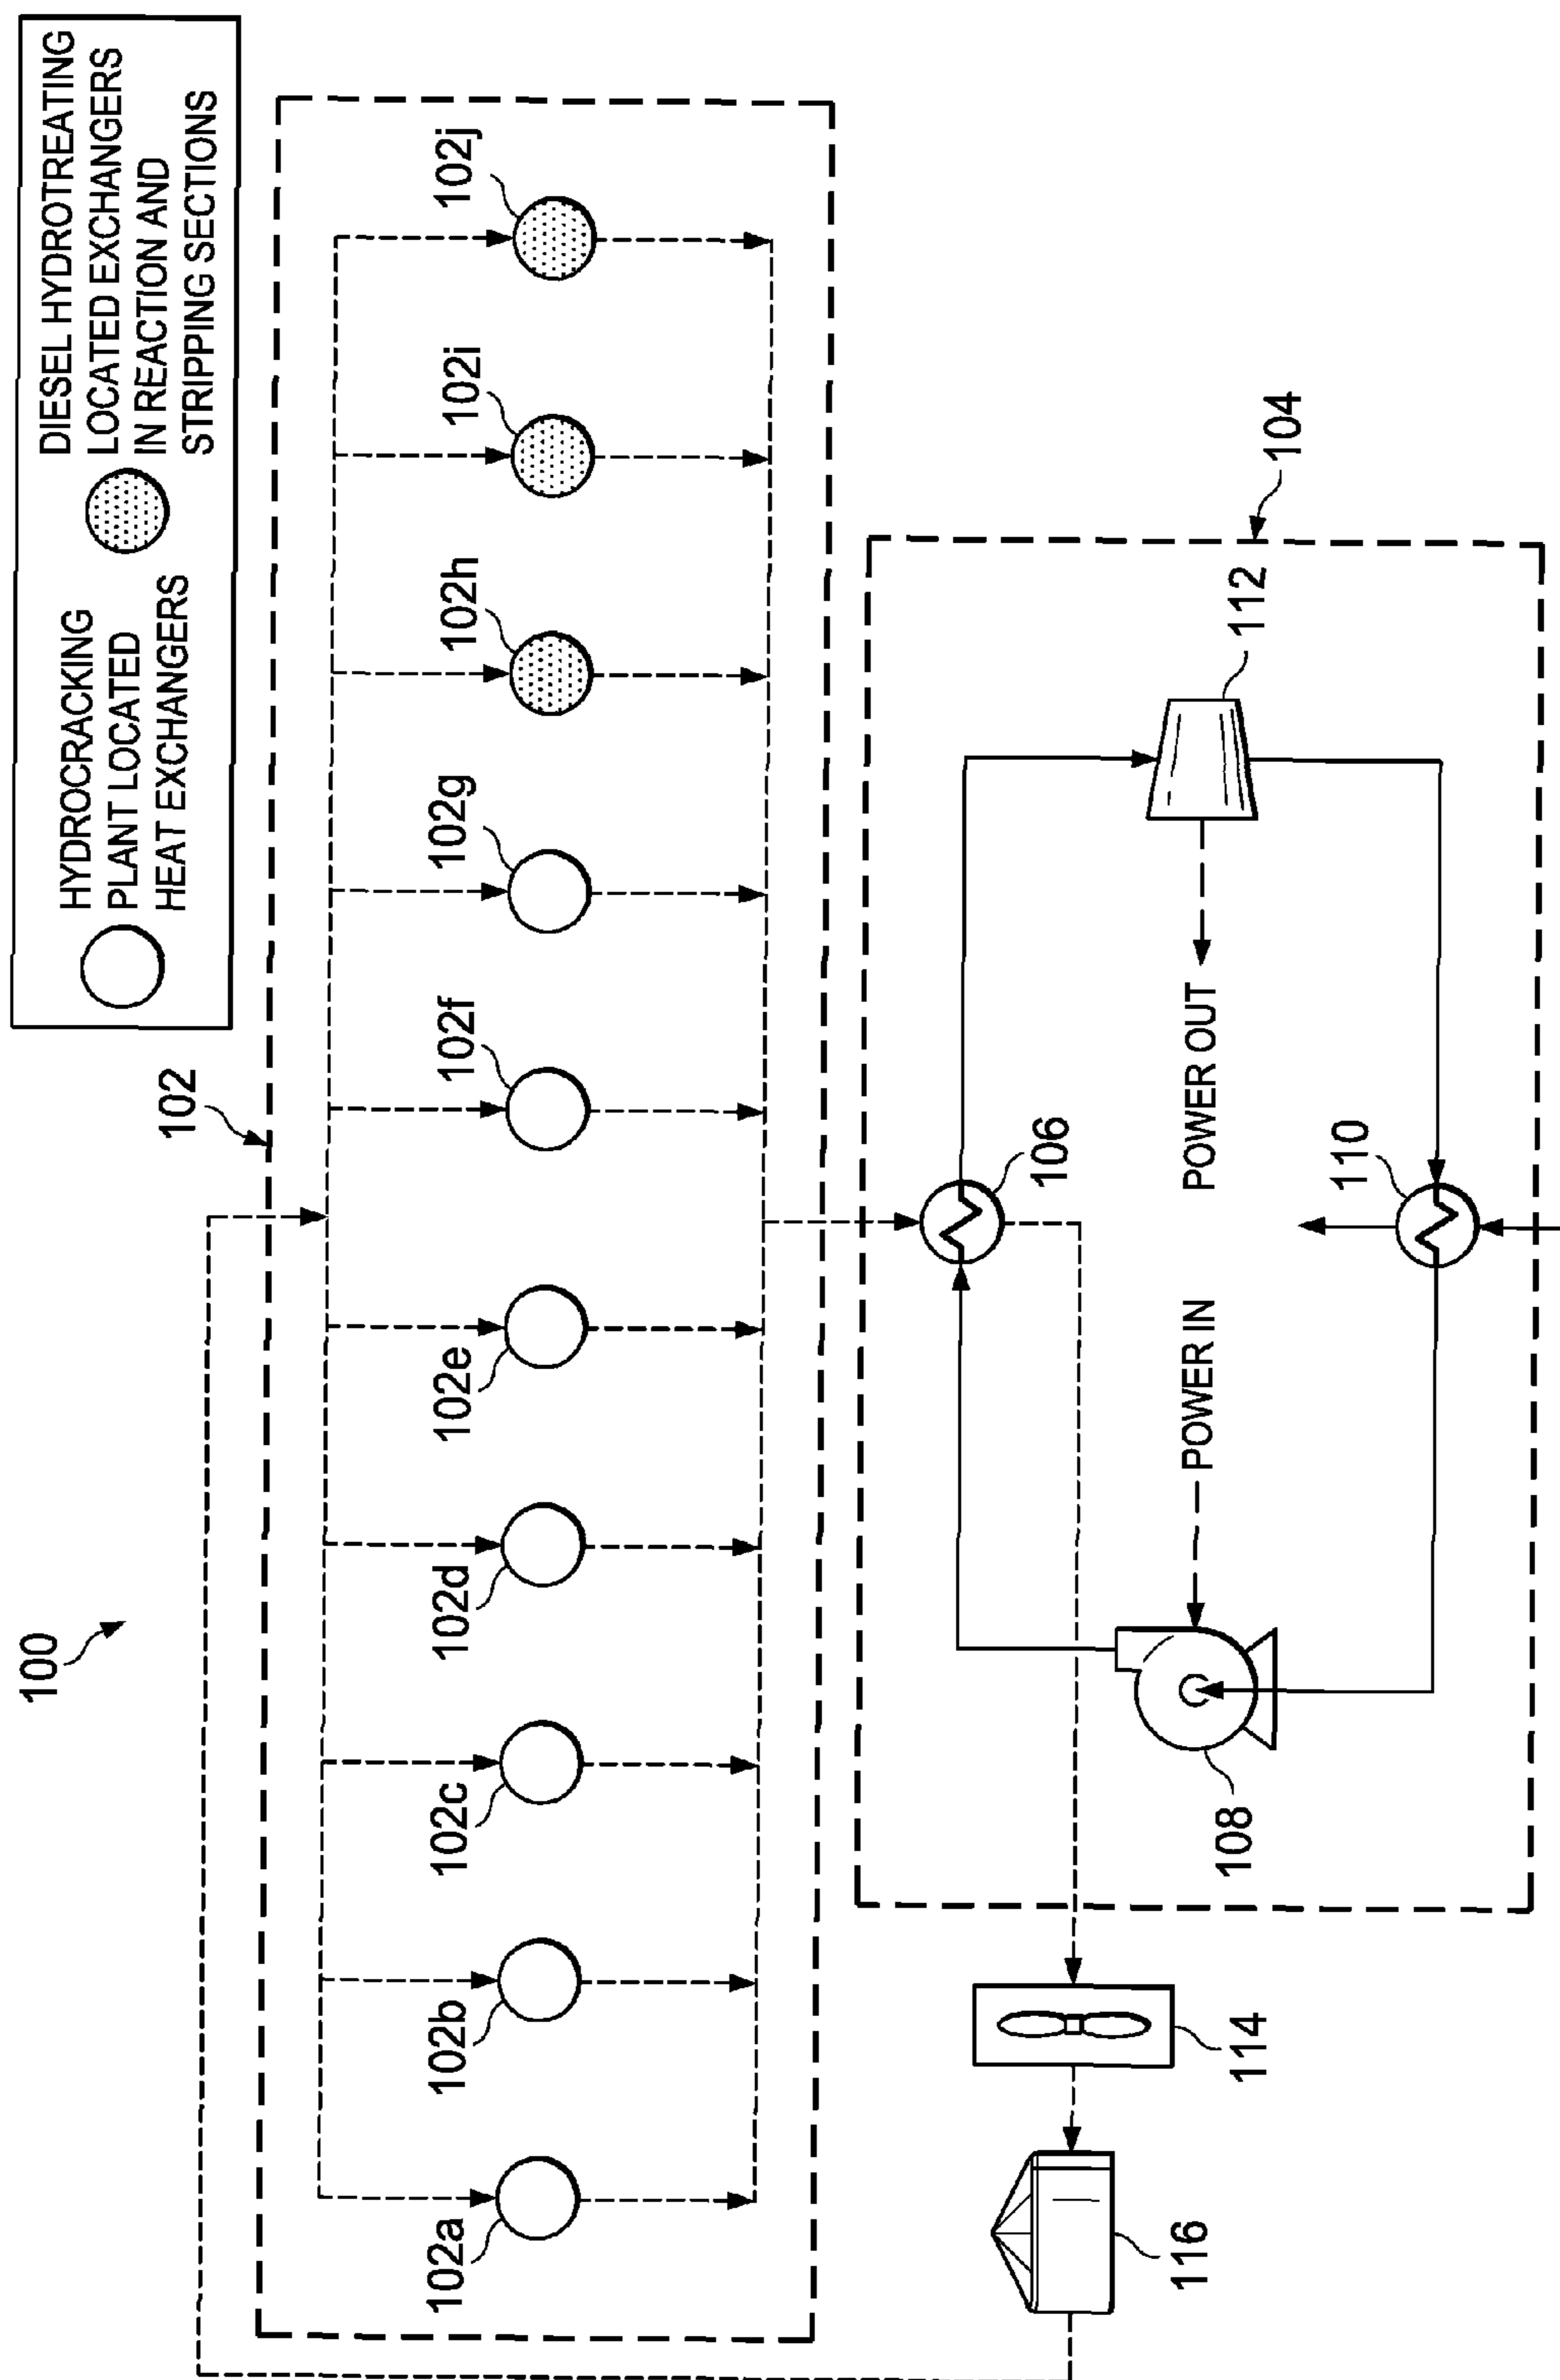 HYDROCRACKING
PLANT LOCATED
HEAT EXCHANGERS
DIESEL HYDROTREATING
LOCATED EXCHANGERS
IN REACTION AND
STRIPPING SECTIONS
100
102
102a
102b
102c
102d
102e
102f
102g
102h
102i
102j
104
106
112
POWER IN
POWER OUT
108
110
114
116